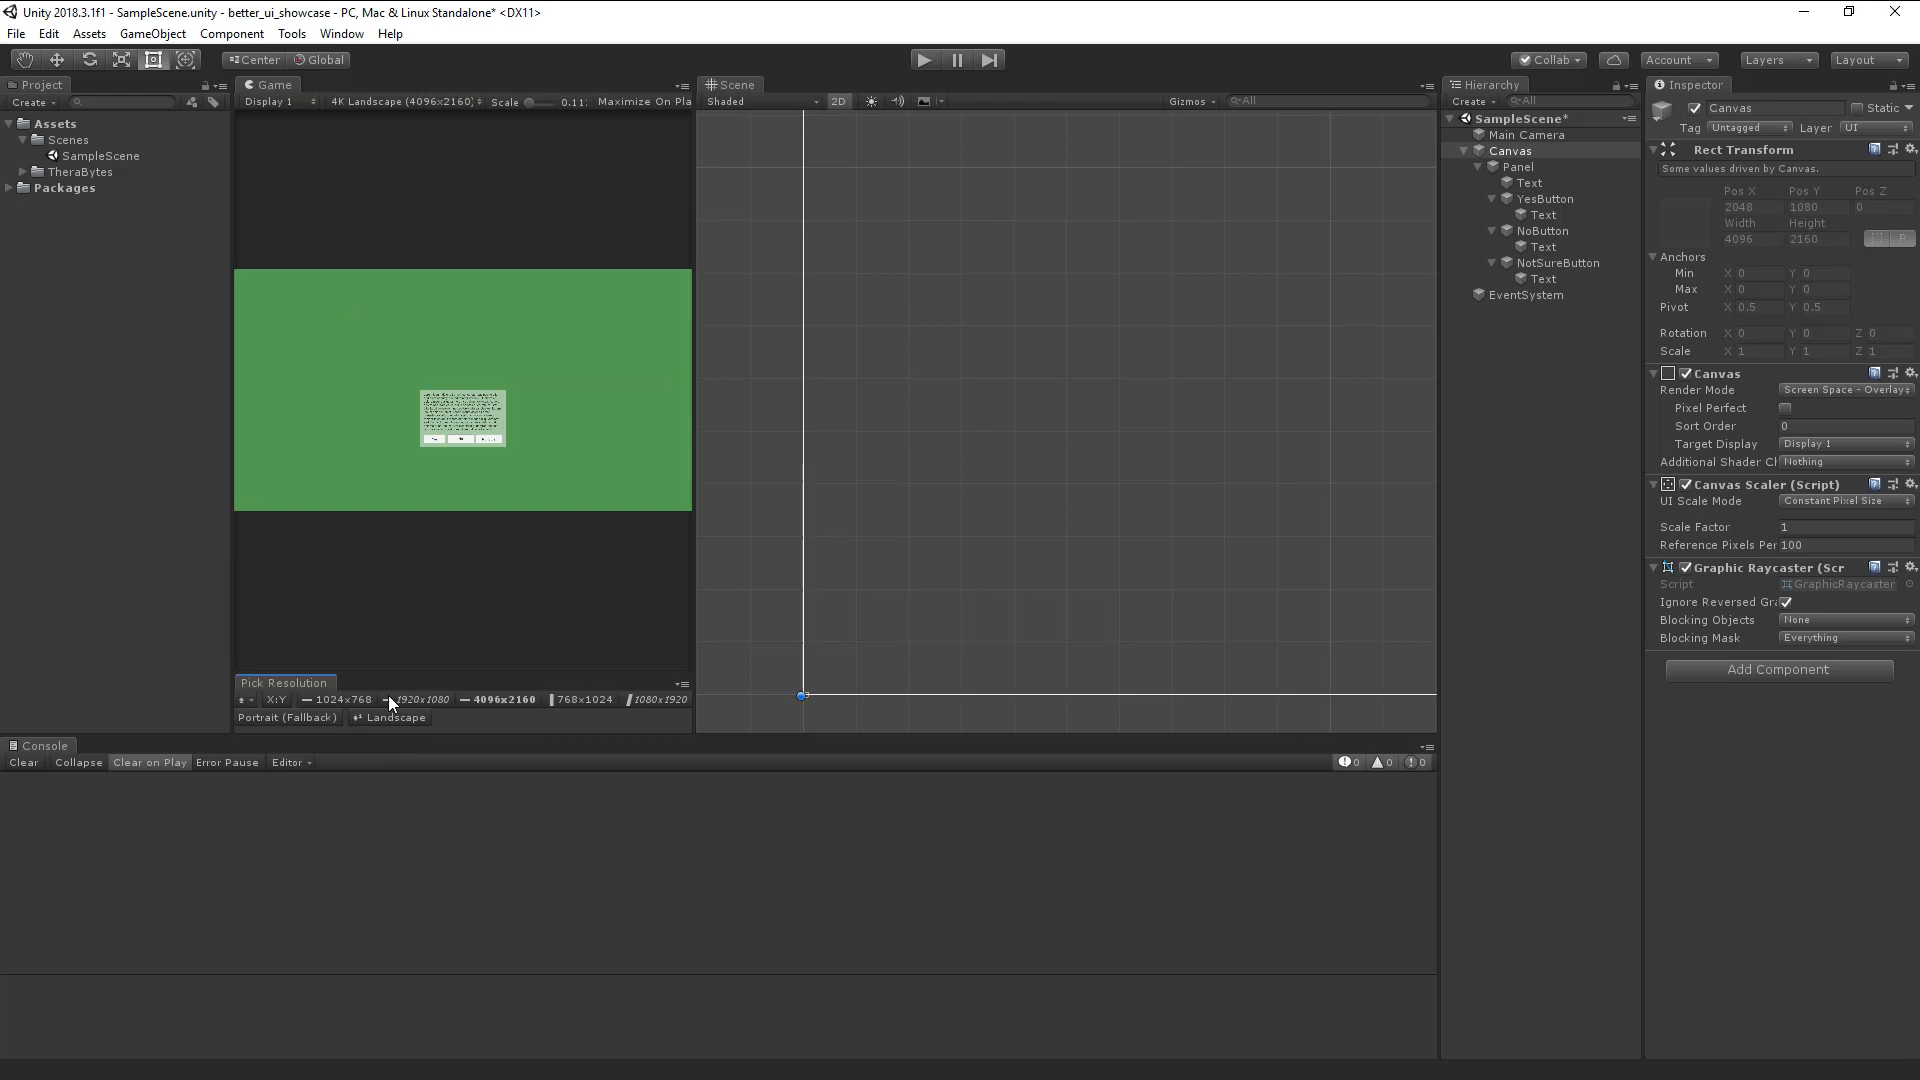 Unity 2018.3.1f1 - SampleScene.unity - better_ui_showcase - PC, Mac & Linux Standalone* <DX11>
File Edit Assets GameObject Component Tools Window Help
Center Global Collab Account Layers Layout
Project
Create
Assets
Scenes
SampleScene
TheraBytes
Packages
Game
Display 1 4K Landscape (4096x2160) Scale 0.11 Maximize On Pla
Pick Resolution
X:Y 1024x768 1920x1080 4096x2160 768x1024 1080x1920
Portrait (Fallback) Landscape
Scene
Shaded 2D Gizmos All
Console
Clear Collapse Clear on Play Error Pause Editor 0 0 0
Hierarchy
Create All
SampleScene*
Main Camera
Canvas
Panel
Text
YesButton
Text
NoButton
Text
NotSureButton
Text
EventSystem
Inspector
Canvas Static
Tag Untagged Layer UI
Rect Transform
Some values driven by Canvas.
Pos X Pos Y Pos Z
2048 1080 0
Width Height
4096 2160 R
Anchors
Min X 0 Y 0
Max X 0 Y 0
Pivot X 0.5 Y 0.5
Rotation X 0 Y 0 Z 0
Scale X 1 Y 1 Z 1
Canvas
Render Mode Screen Space - Overlay
Pixel Perfect
Sort Order 0
Target Display Display 1
Additional Shader Ch Nothing
Canvas Scaler (Script)
UI Scale Mode Constant Pixel Size
Scale Factor 1
Reference Pixels Per 100
Graphic Raycaster (Scr
Script GraphicRaycaster
Ignore Reversed Gra
Blocking Objects None
Blocking Mask Everything
Add Component